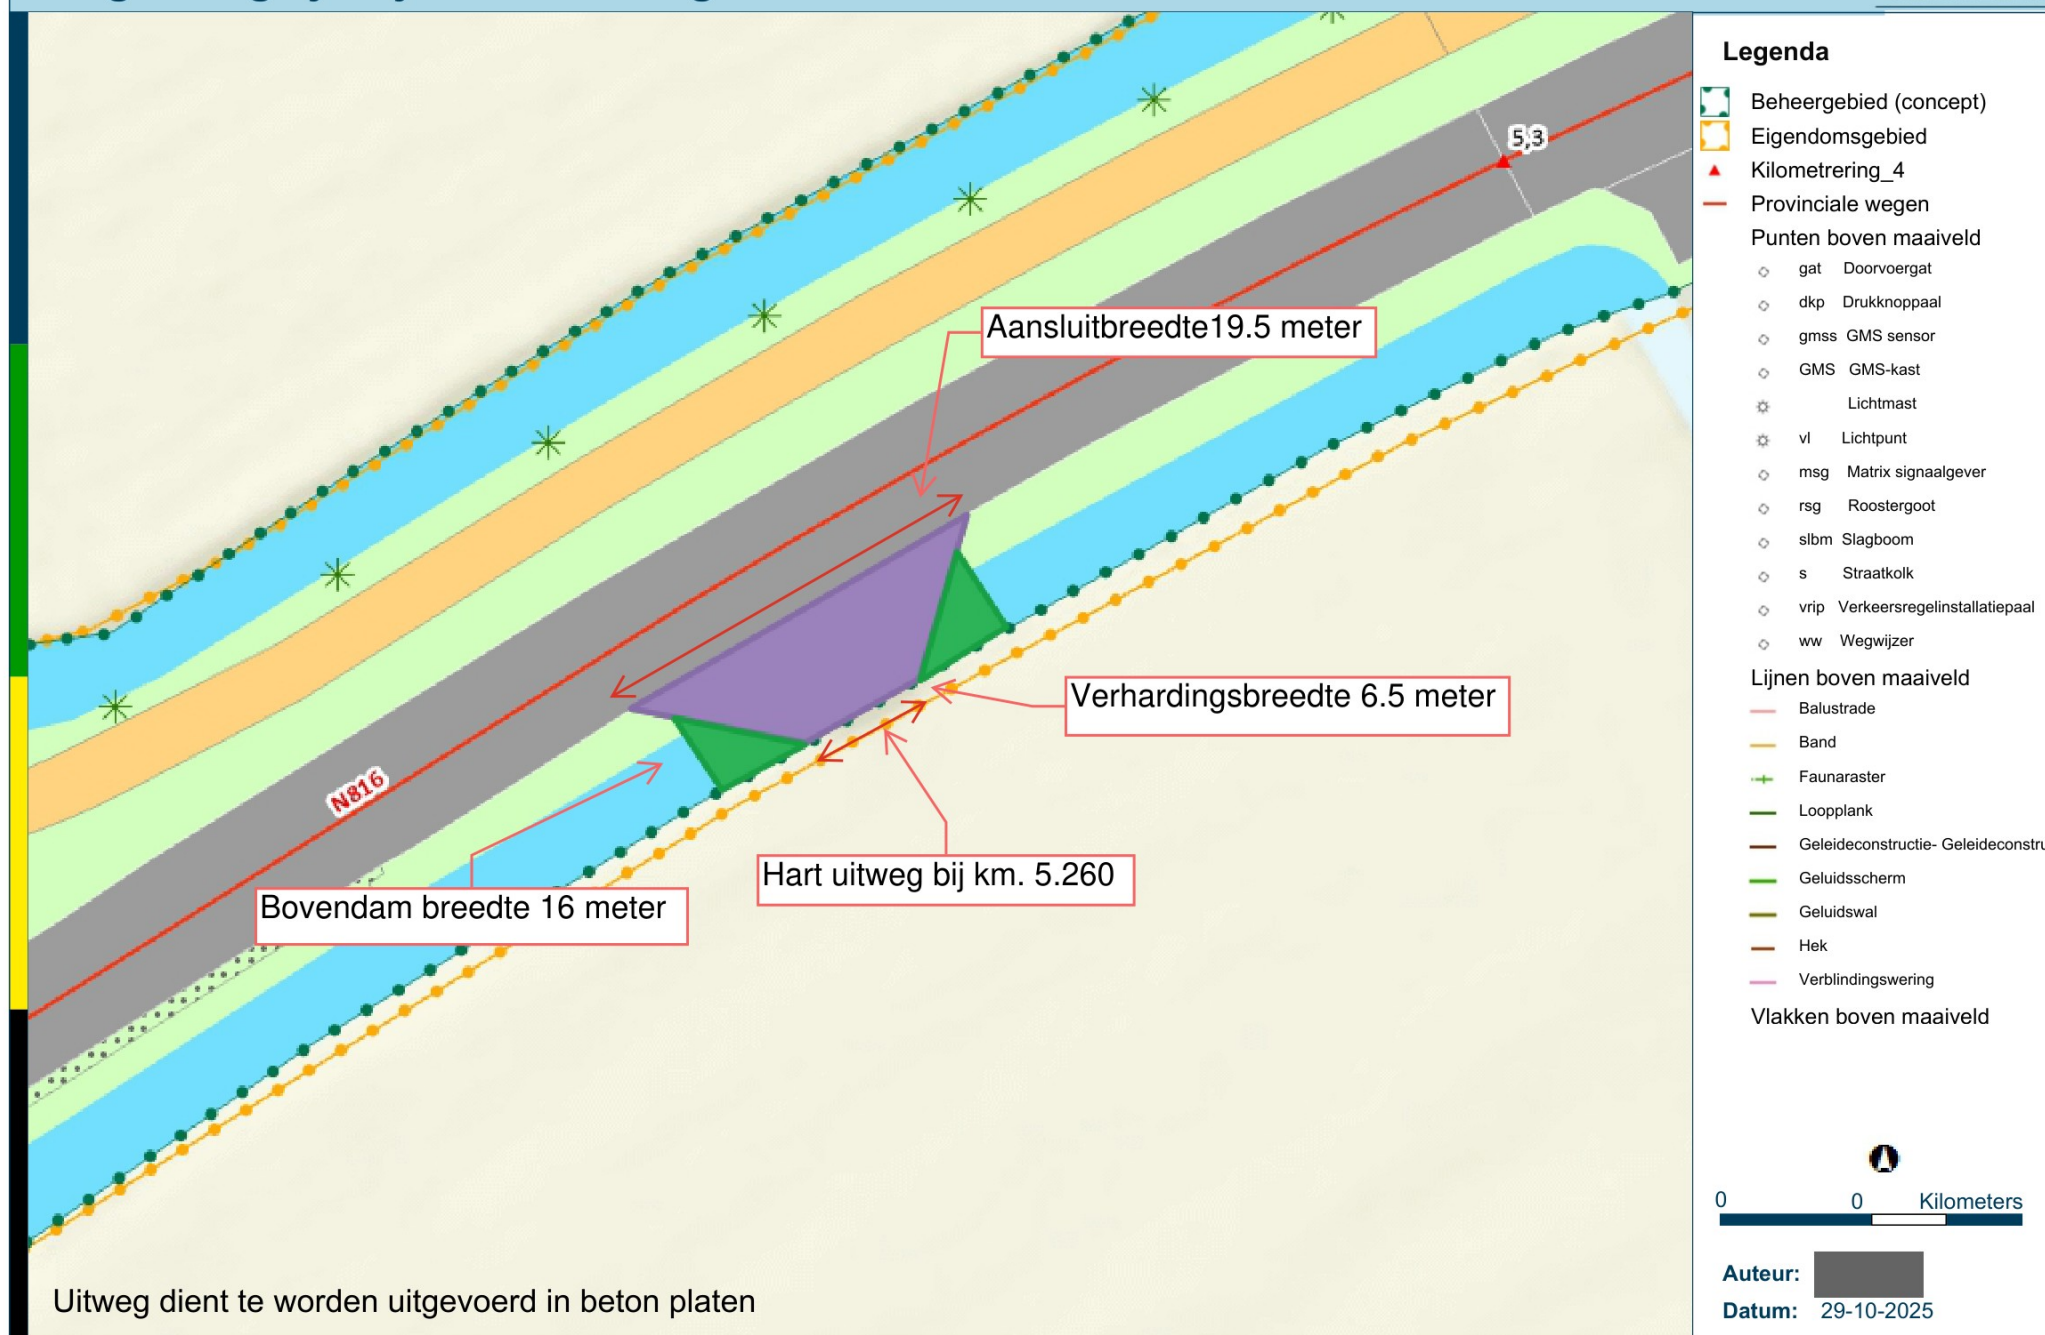 5,3
Aansluitbreedte19.5 meter
Verhardingsbreedte 6.5 meter
N816
Hart uitweg bij km. 5.260
Bovendam breedte 16 meter
Uitweg dient te worden uitgevoerd in beton platen
Legenda
Beheergebied (concept)
Eigendomsgebied
Kilometrering_4
Provinciale wegen
Punten boven maaiveld
gat Doorvoergat
dkp Drukknoppaal
gmss GMS sensor
GMS GMS-kast
Lichtmast
vl Lichtpunt
msg Matrix signaalgever
rsg Roostergoot
slbm Slagboom
s Straatkolk
vrip Verkeersregelinstallatiepaal
ww Wegwijzer
Lijnen boven maaiveld
Balustrade
Band
Faunaraster
Loopplank
Geleideconstructie- Geleideconstru
Geluidsscherm
Geluidswal
Hek
Verblindingswering
Vlakken boven maaiveld
0 0 Kilometers
Auteur:
Datum: 29-10-2025